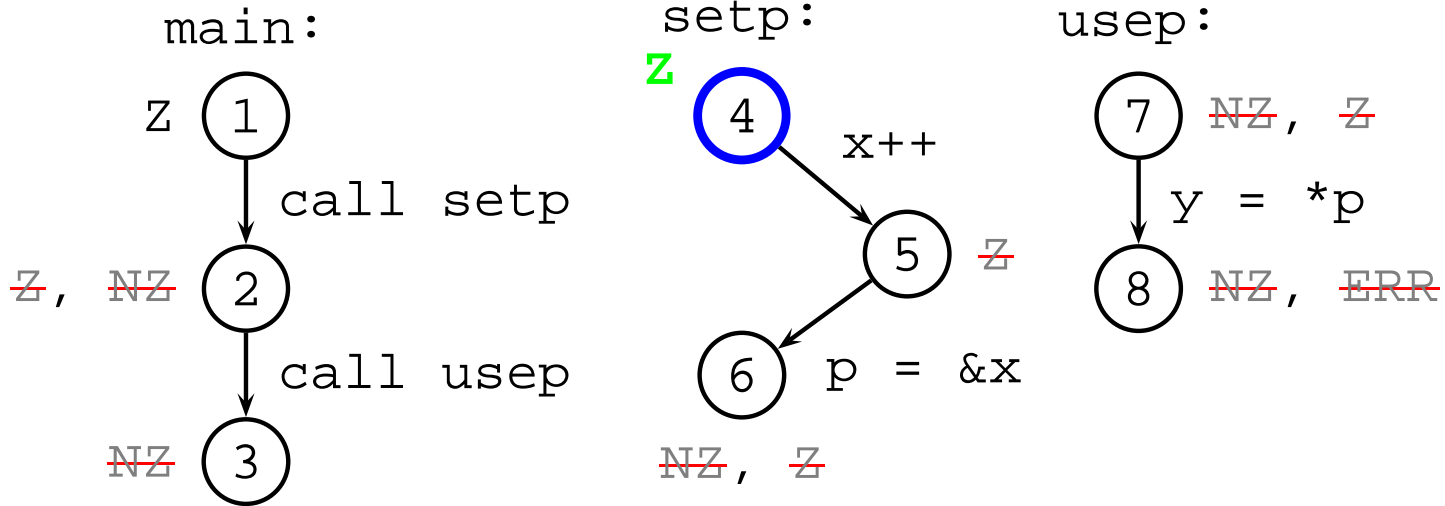 main:
Z
1
call setp
Z, NZ
2
call usep
NZ
3
setp:
Z
4
x++
5
Z
6
p = &x
NZ, Z
usep:
7
NZ, Z
y = *p
8
NZ, ERR